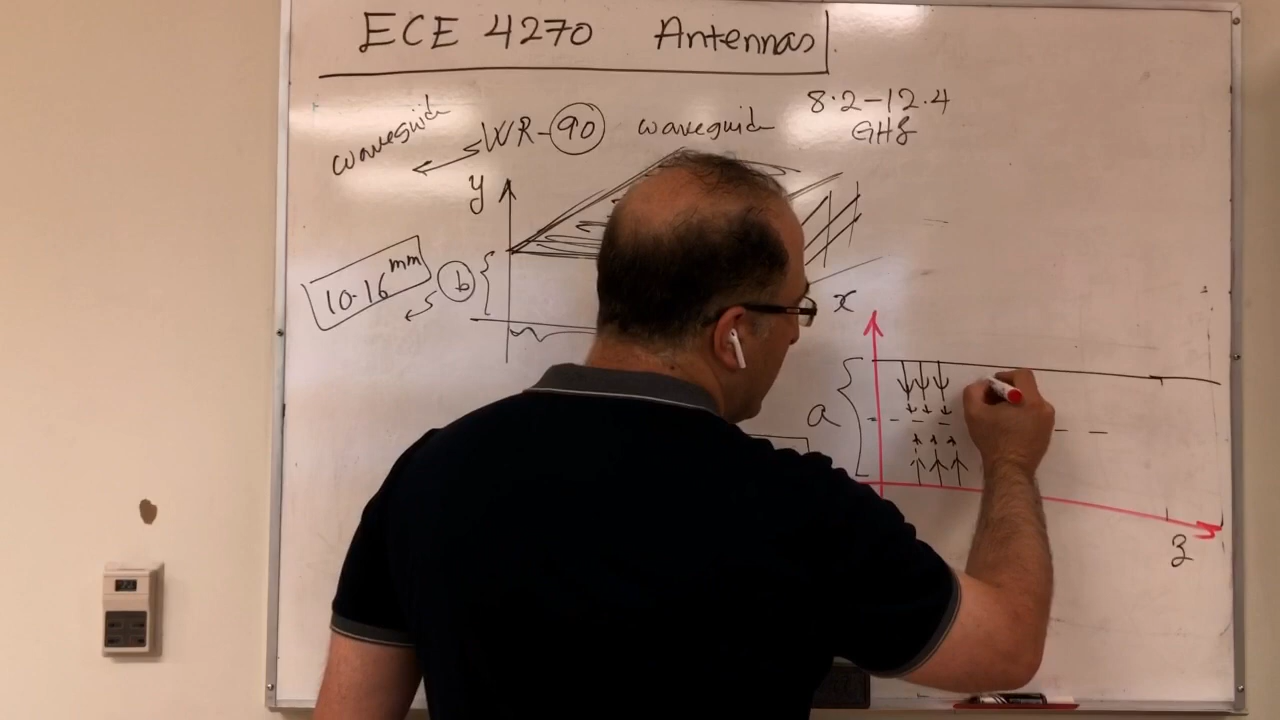 ECE 4270 Antennas
waveguide
WR-90 waveguide
8.2-12.4
GHz
y
10.16 mm
b
x
a
z